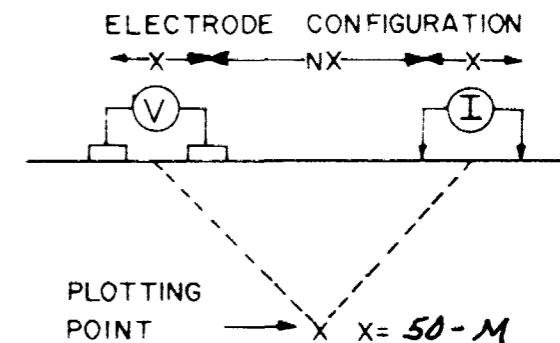 ELECTRODE CONFIGURATION
X NX X
V I
PLOTTING
POINT X X= 50-M